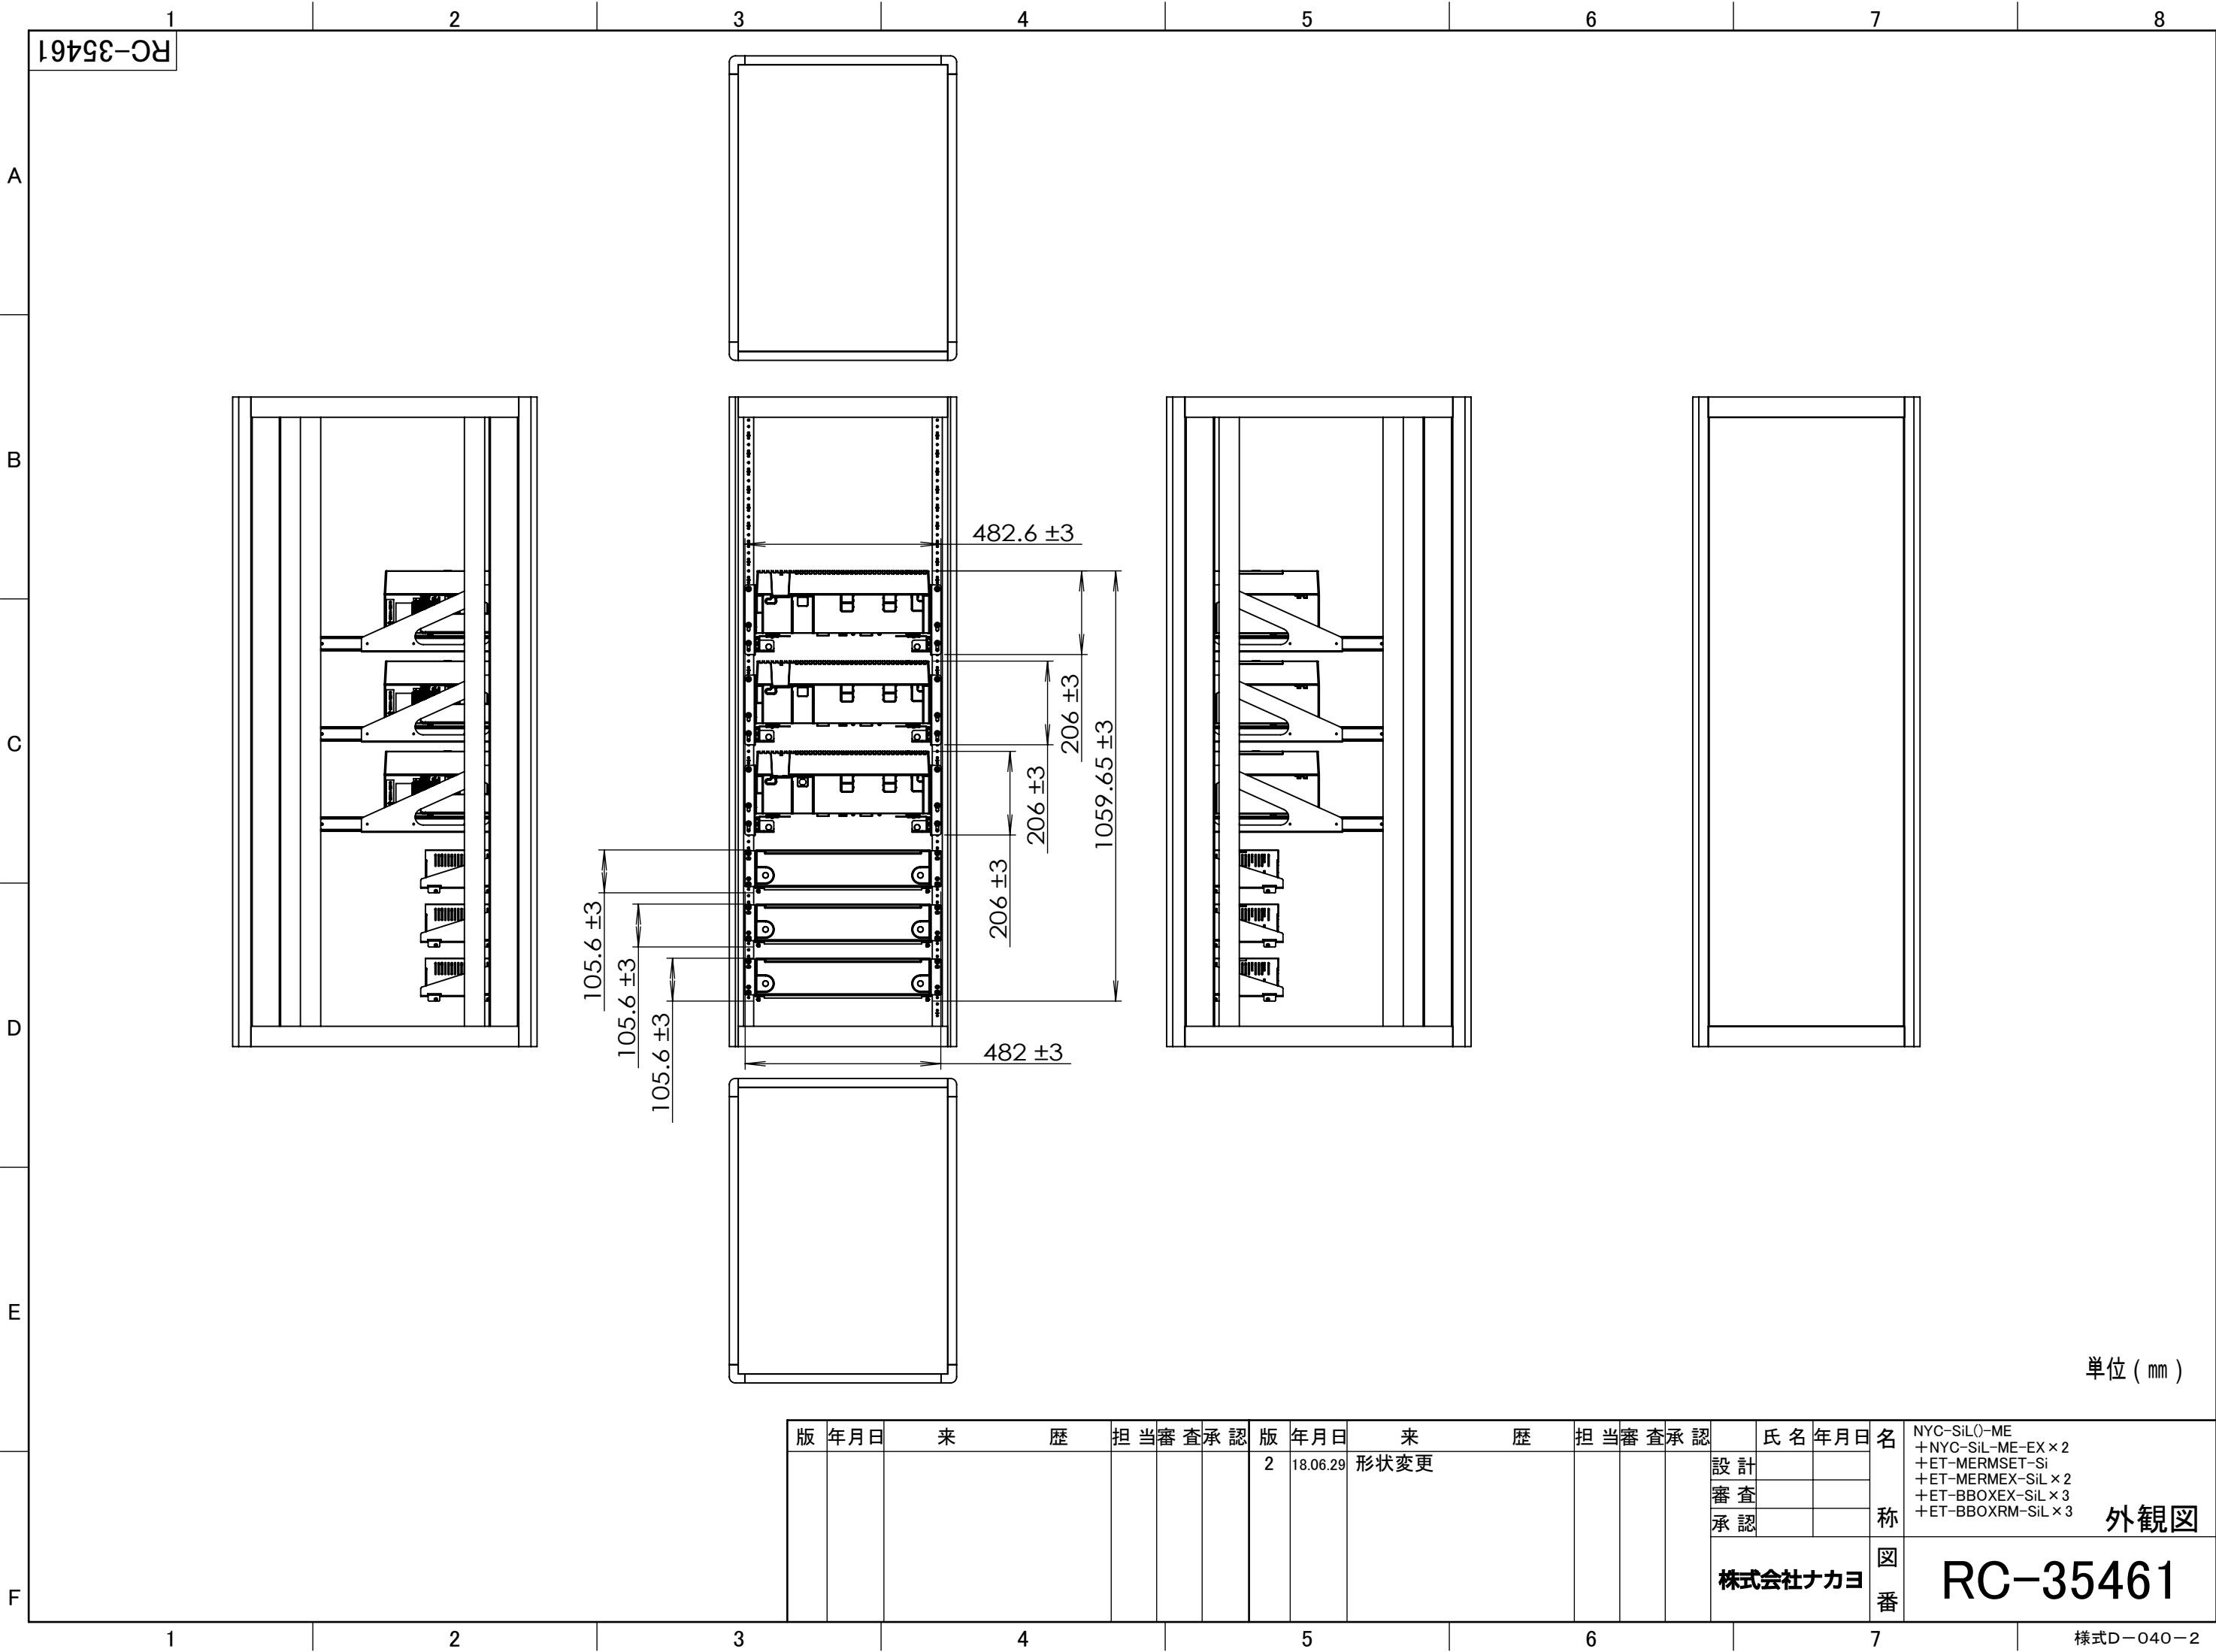 1 2 3 4 5 6 7 8
RC-35461
A
B
C
D
E
F
482.6 ±3
206 ±3
206 ±3
206 ±3
1059.65 ±3
105.6 ±3
105.6 ±3
105.6 ±3
482 ±3
単位 ( ㎜ )
版 年月日 来 歴 担当 審査 承認 版 年月日 来 歴 担当 審査 承認 氏名 年月日 名称
2 18.06.29 形状変更
設計
審査
承認
NYC-SiL()-ME
+NYC-SiL-ME-EX×2
+ET-MERMSET-Si
+ET-MERMEX-SiL×2
+ET-BBOXEX-SiL×3
+ET-BBOXRM-SiL×3
外観図
株式会社ナカヨ
図番
RC-35461
1 2 3 4 5 6 7
様式D-040-2